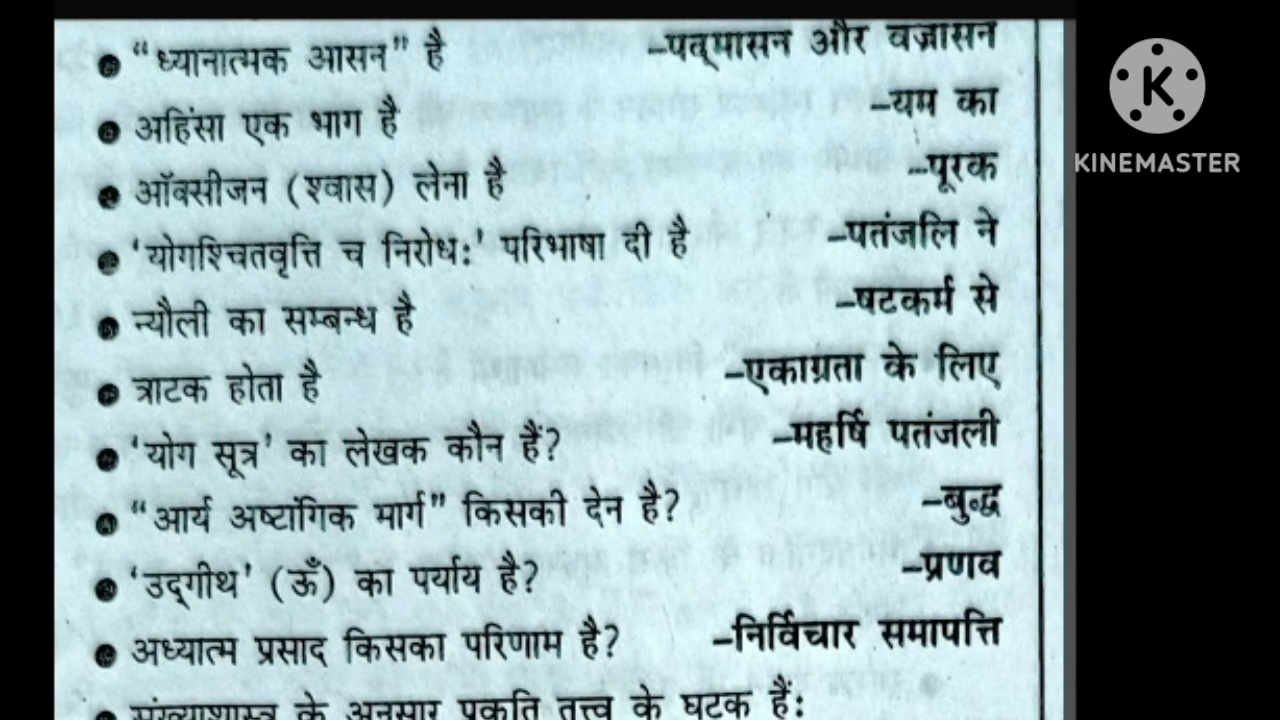 ● "ध्यानात्मक आसन" है –पद्मासन और वज्रासन
● अहिंसा एक भाग है –यम का
● ऑक्सीजन (श्वास) लेना है –पूरक
● 'योगश्चितवृत्ति च निरोधः' परिभाषा दी है –पतंजलि ने
● न्यौली का सम्बन्ध है –षटकर्म से
● त्राटक होता है –एकाग्रता के लिए
● 'योग सूत्र' का लेखक कौन हैं? –महर्षि पतंजली
● "आर्य अष्टांगिक मार्ग" किसकी देन है? –बुद्ध
● 'उद्गीथ' (ऊँ) का पर्याय है? –प्रणव
● अध्यात्म प्रसाद किसका परिणाम है? –निर्विचार समापत्ति
● संख्याशास्त्र के अनुसार प्रकृति तत्त्व के घटक हैं:
K
KINEMASTER